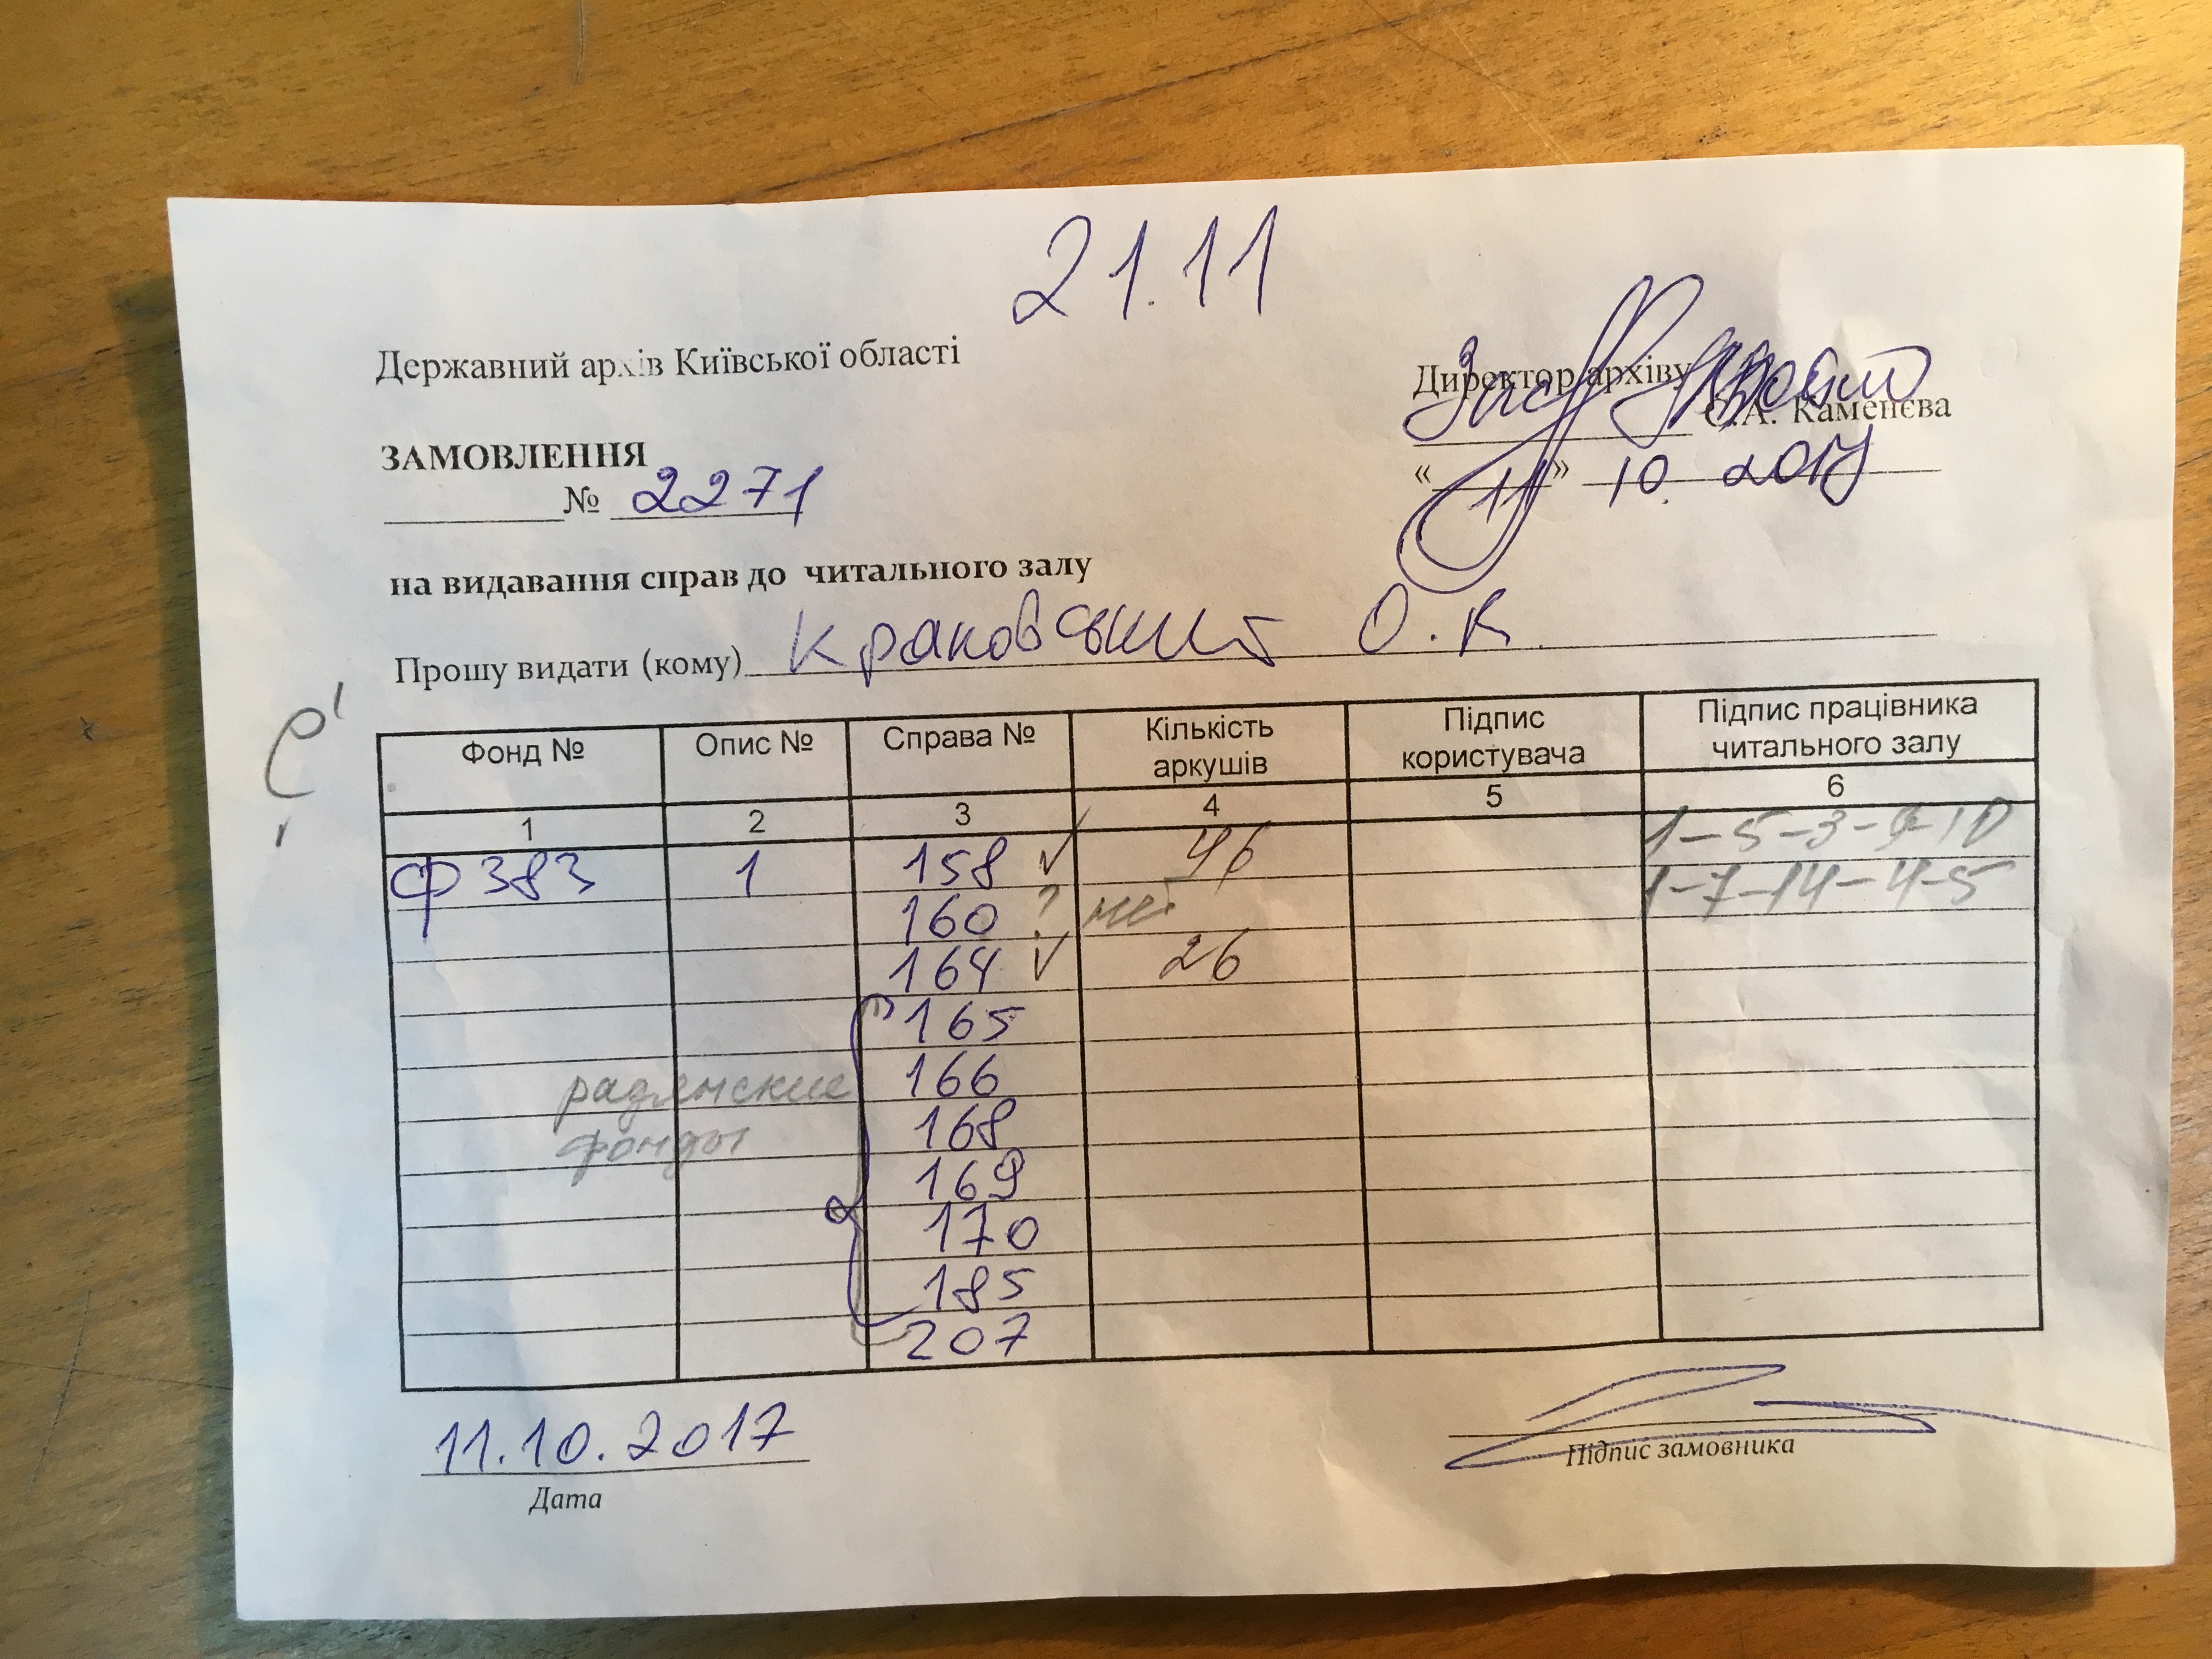 21.11
Державний архів Київської області
Директор архіву
С.А. Каменєва
ЗАМОВЛЕННЯ
№ 2271
« 11 » 10. 2017
на видавання справ до читального залу
Прошу видати (кому) Краковський О. К.
Фонд № Опис № Справа № Кількість аркушів Підпис користувача Підпис працівника читального залу
1 2 3 4 5 6
1-5-3-9-10
Ф 383 1 158 ✓ 46
1-7-14-4-5
160 ? нет
164 ✓ 26
165
радянские 166
фонды 168
169
170
185
207
11.10.2017
Дата
Підпис замовника